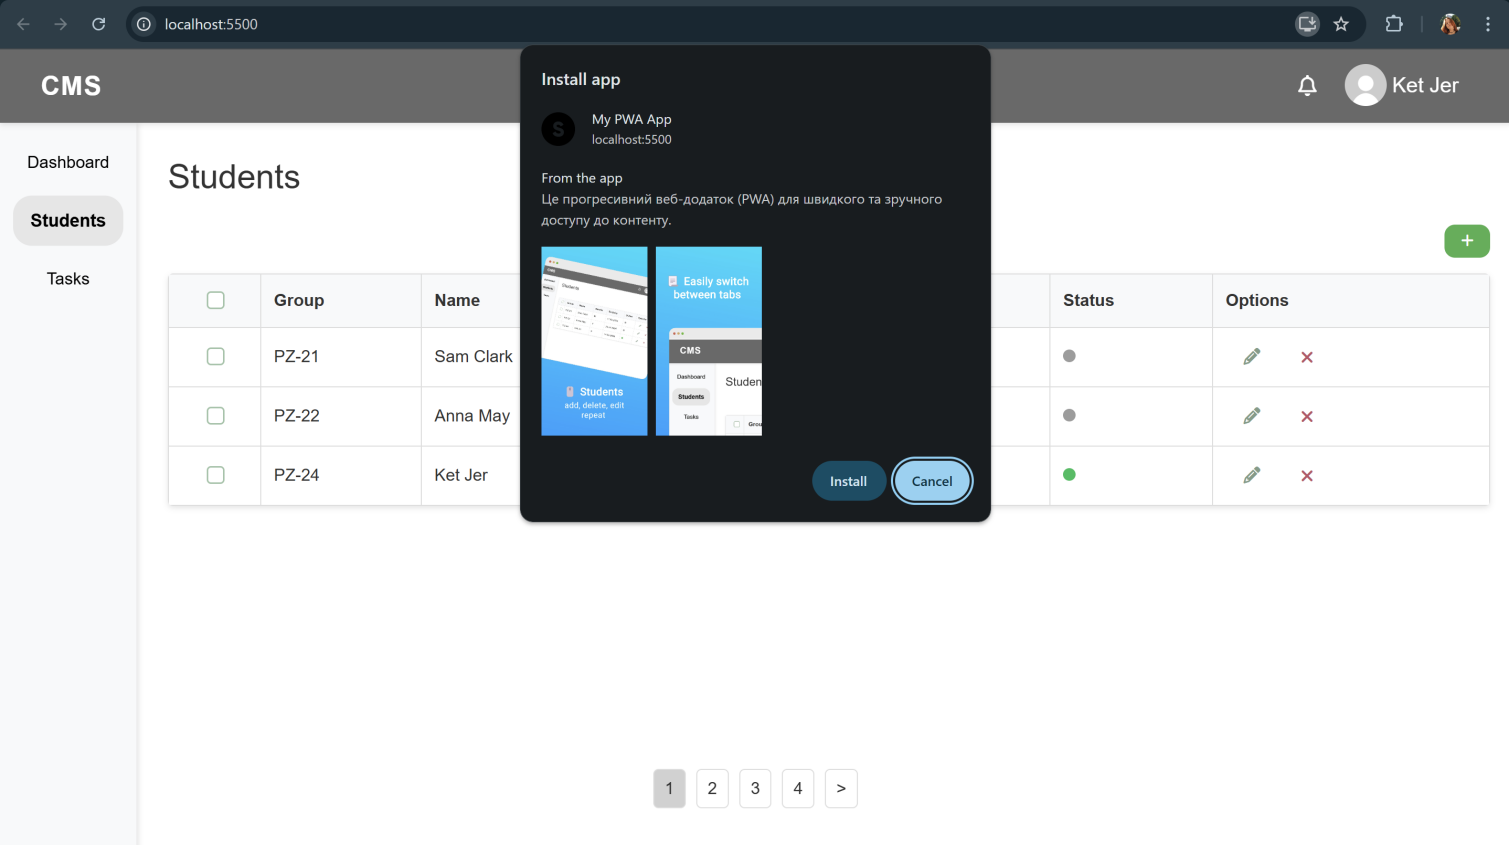 localhost:5500
CMS
Ket Jer
Dashboard
Students
Tasks
Students
+
Group
Name
Status
Options
PZ-21
Sam Clark
PZ-22
Anna May
PZ-24
Ket Jer
Install app
S
My PWA App
localhost:5500
From the app
Це прогресивний веб-додаток (PWA) для швидкого та зручного
доступу до контенту.
Students
add, delete, edit
repeat
Easily switch
between tabs
CMS
Dashboard
Students
Tasks
Studen
Grou
Install
Cancel
1
2
3
4
>